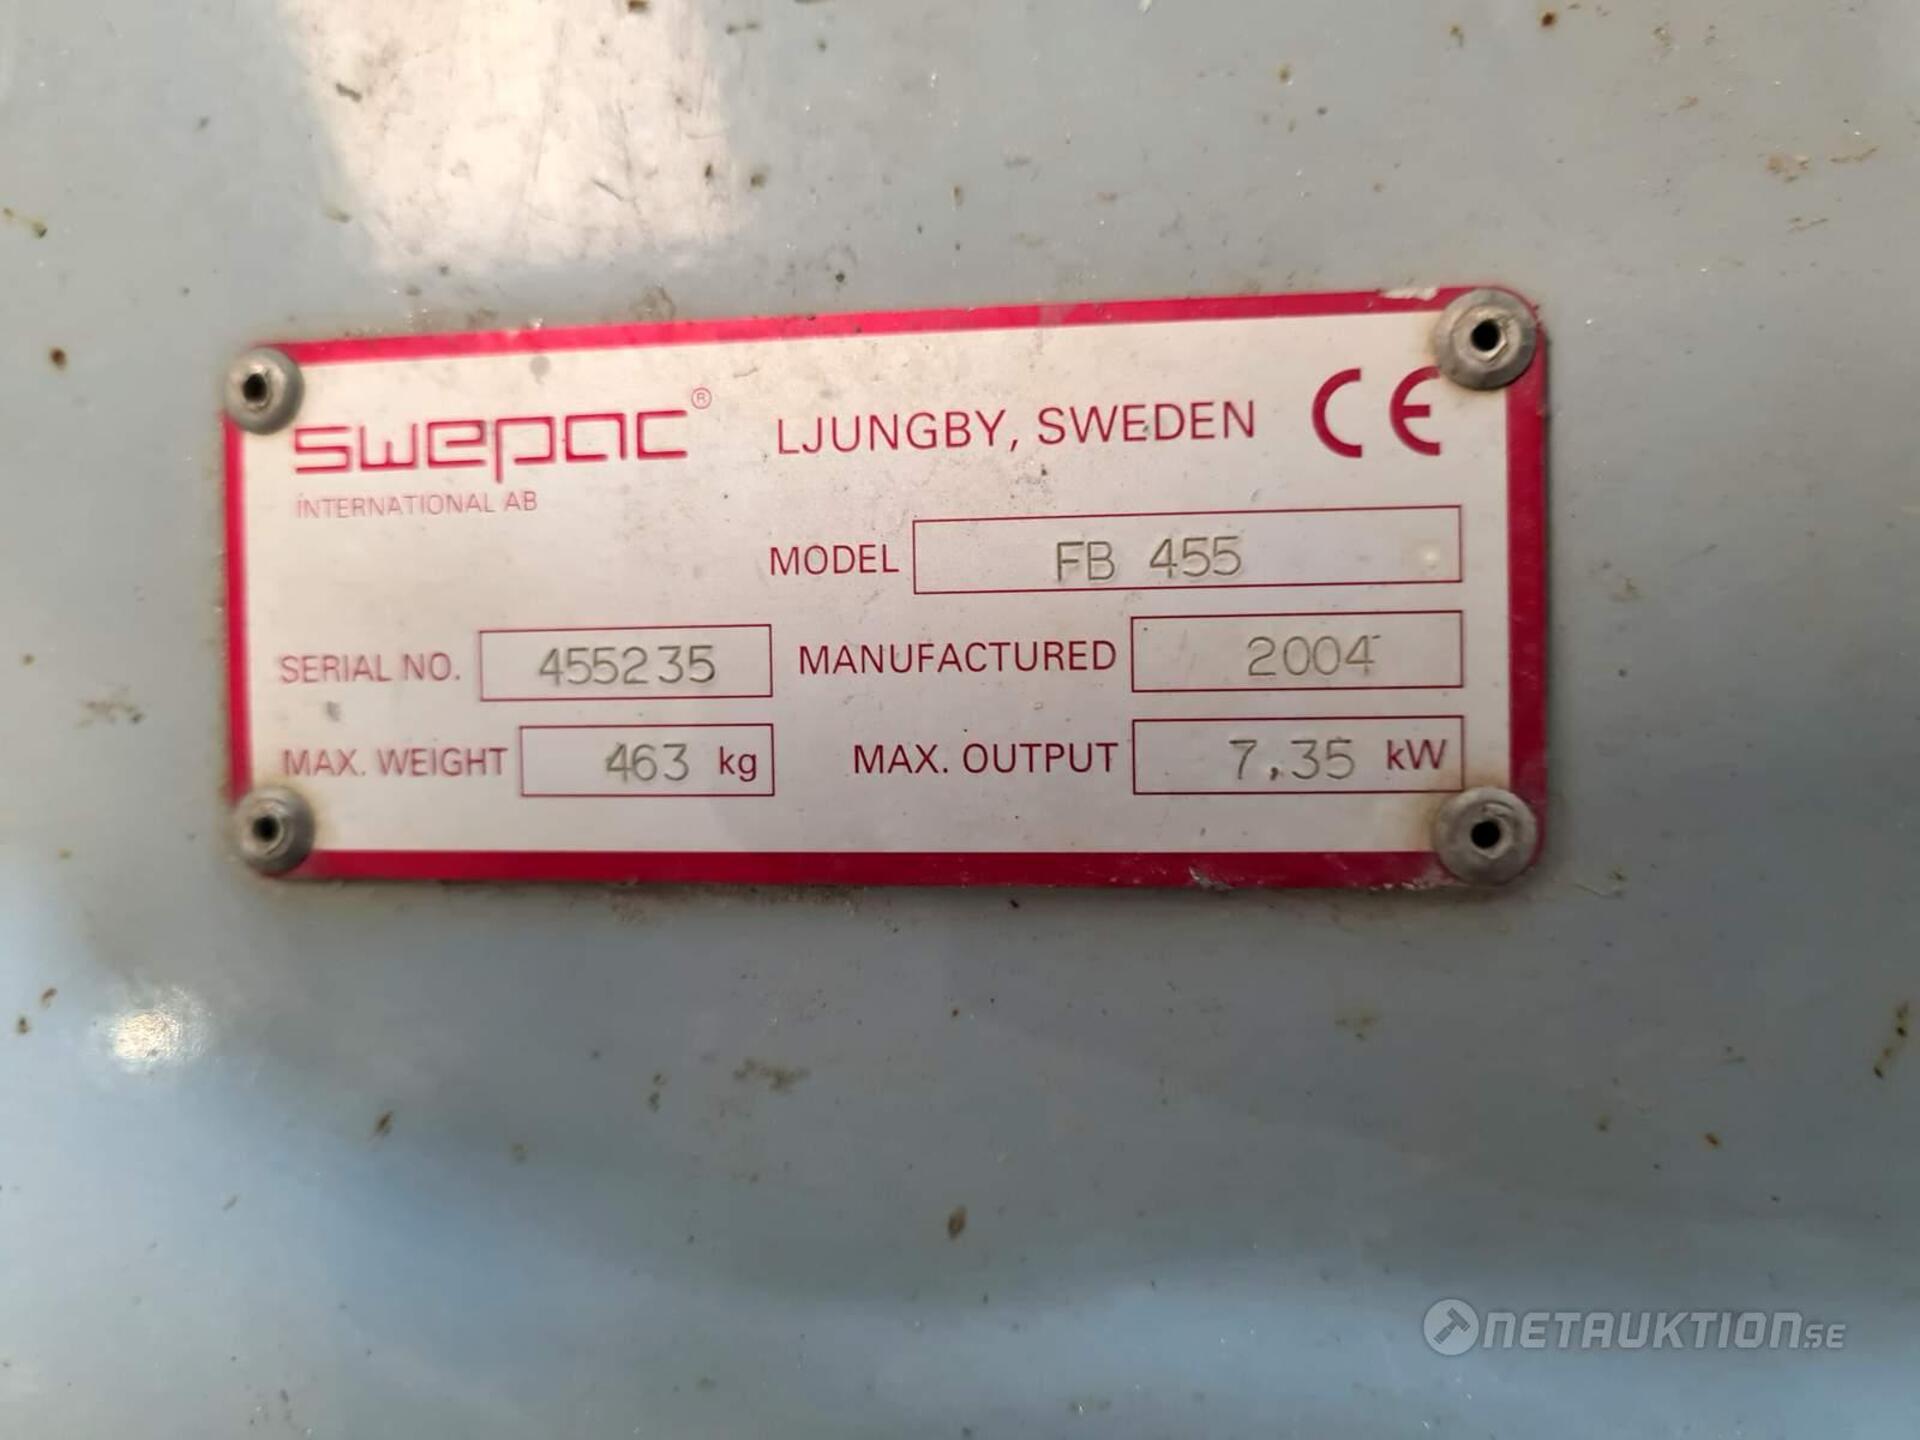 swepac® LJUNGBY, SWEDEN CE
INTERNATIONAL AB
MODEL FB 455
SERIAL NO. 455235 MANUFACTURED 2004
MAX. WEIGHT 463 kg MAX. OUTPUT 7,35 kW
NETAUKTION.SE